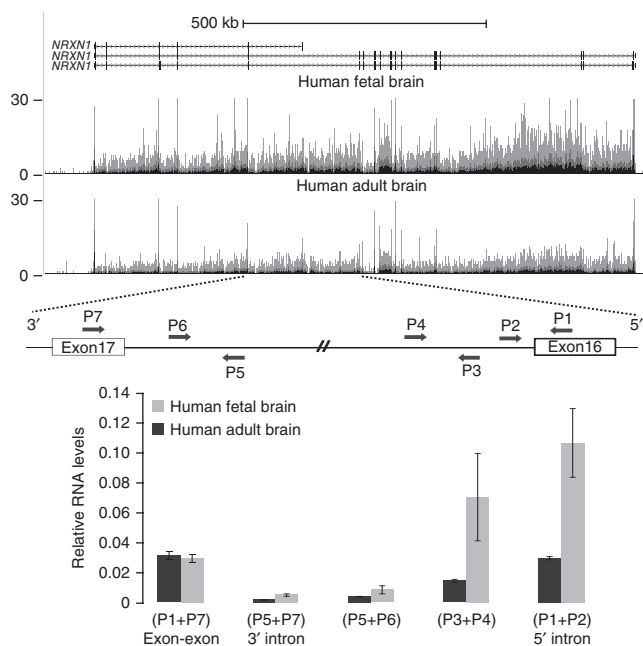 500 kb
NRXN1
NRXN1
NRXN1
Human fetal brain
30
0
Human adult brain
30
0
3′ 5′
P7 P6 P4 P2 P1
Exon17 Exon16
P5 P3
Relative RNA levels
0.14
0.12
0.10
0.08
0.06
0.04
0.02
0
Human fetal brain
Human adult brain
(P1+P7) (P5+P7) (P5+P6) (P3+P4) (P1+P2)
Exon-exon 3′ intron 5′ intron